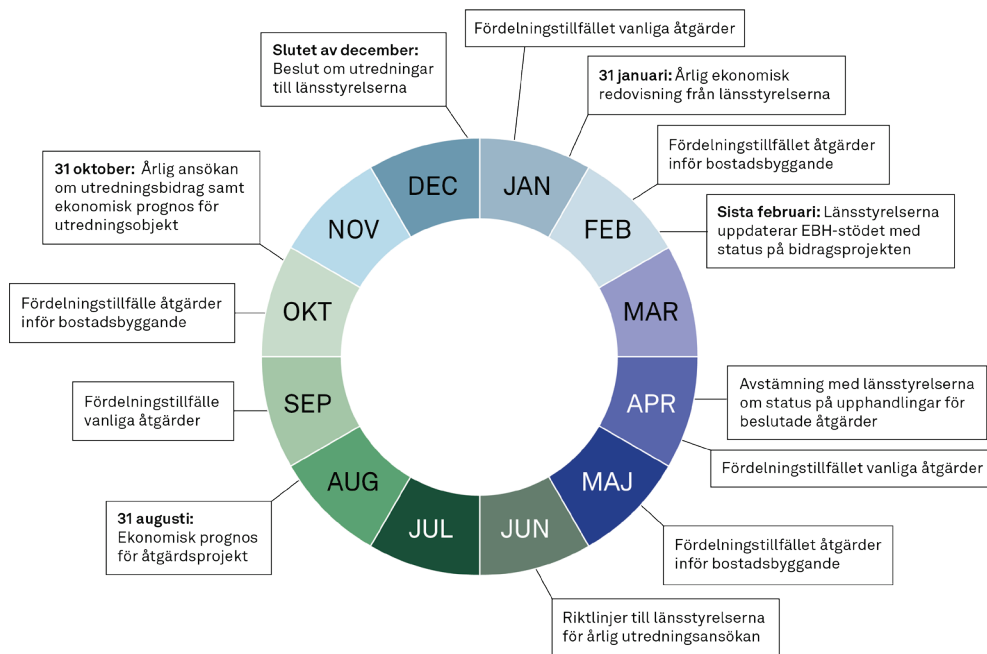 Fördelningstillfället vanliga åtgärder
Slutet av december:
Beslut om utredningar
till länsstyrelserna
31 januari: Årlig ekonomisk
redovisning från länsstyrelserna
Fördelningstillfället åtgärder
inför bostadsbyggande
31 oktober: Årlig ansökan
om utredningsbidrag samt
ekonomisk prognos för
utredningsobjekt
Sista februari: Länsstyrelserna
uppdaterar EBH-stödet med
status på bidragsprojekten
DEC
JAN
NOV
FEB
OKT
MAR
SEP
APR
AUG
MAJ
JUL
JUN
Fördelningstillfälle åtgärder
inför bostadsbyggande
Fördelningstillfälle
vanliga åtgärder
Avstämning med länsstyrelserna
om status på upphandlingar för
beslutade åtgärder
Fördelningstillfället vanliga åtgärder
31 augusti:
Ekonomisk prognos
för åtgärdsprojekt
Fördelningstillfället åtgärder
inför bostadsbyggande
Riktlinjer till länsstyrelserna
för årlig utredningsansökan